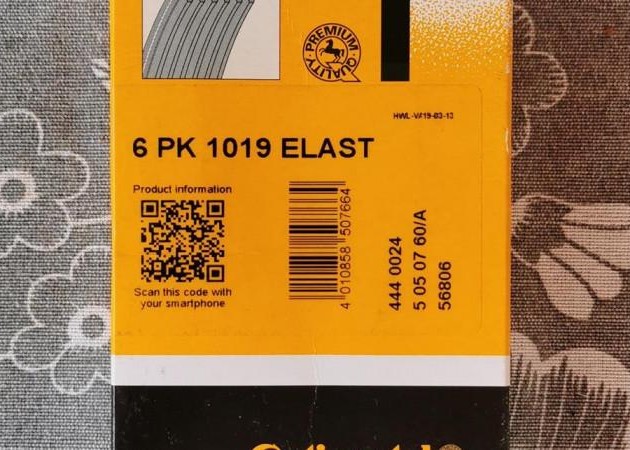 PREMIUM QUALITY
HWL-VA19-03-13
6 PK 1019 ELAST
Product information
Scan this code with
your smartphone
4 010858 507664
444 0024
5 05 07 60/A
56806